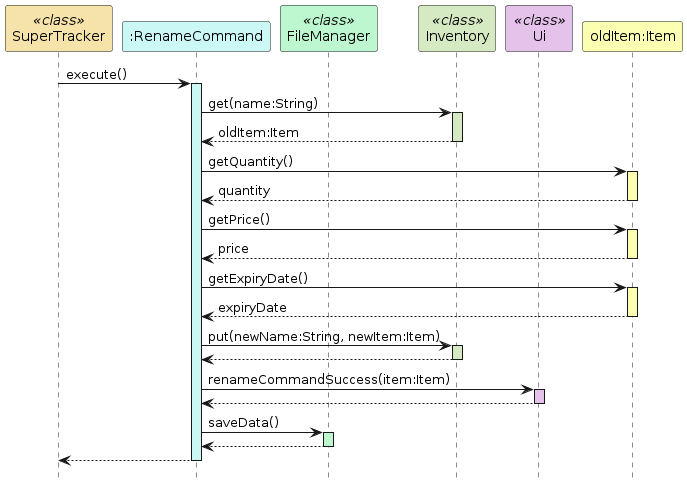 «class» «class» «class» «class»
SuperTracker :RenameCommand FileManager Inventory Ui oldItem:Item
execute()
get(name:String)
oldItem:Item
getQuantity()
quantity
getPrice()
price
getExpiryDate()
expiryDate
put(newName:String, newItem:Item)
renameCommandSuccess(item:Item)
saveData()